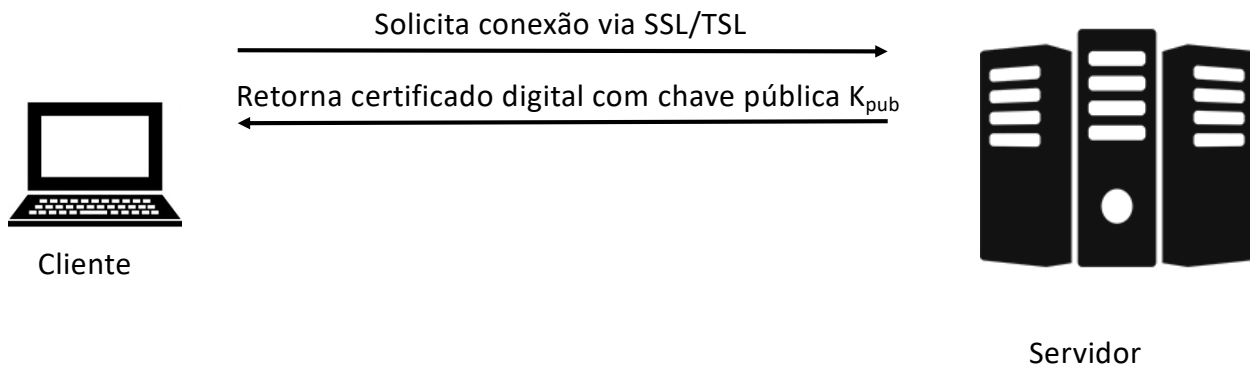 Solicita conexão via SSL/TSL
Retorna certificado digital com chave pública Kpub
Cliente
Servidor